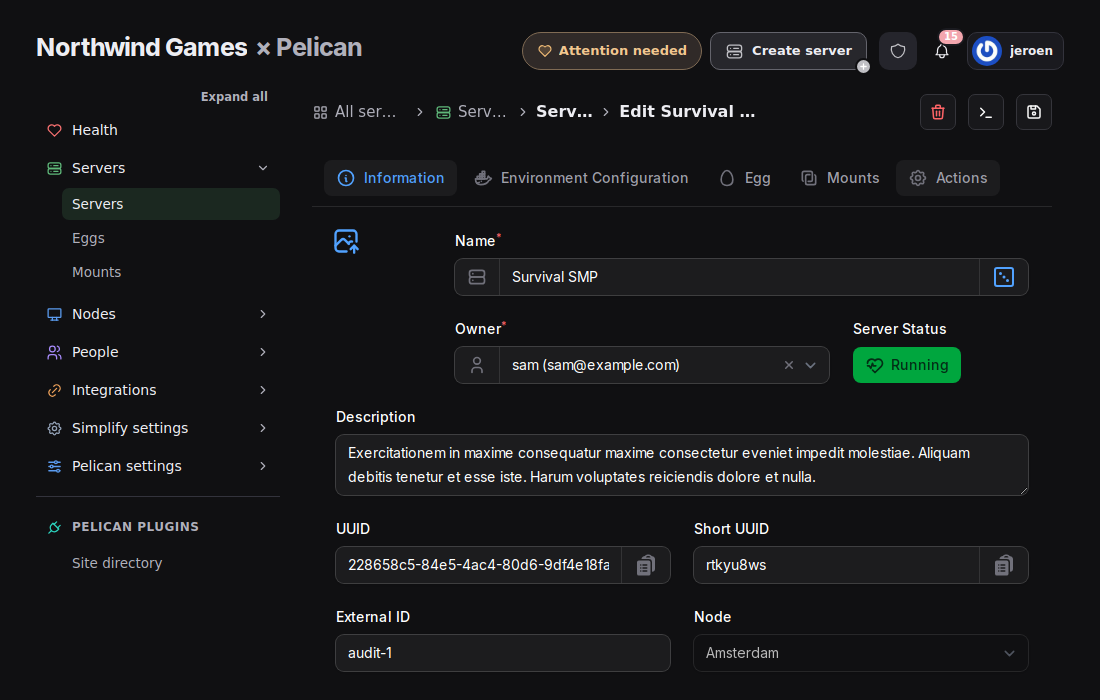 Northwind Games × Pelican
Attention needed
Create server
15
jeroen
Expand all
Health
Servers
Servers
Eggs
Mounts
Nodes
People
Integrations
Simplify settings
Pelican settings
PELICAN PLUGINS
Site directory
All ser... > Serv... > Serv... > Edit Survival ...
Information
Environment Configuration
Egg
Mounts
Actions
Name*
Survival SMP
Owner*
Server Status
sam (sam@example.com)
Running
Description
Exercitationem in maxime consequatur maxime consectetur eveniet impedit molestiae. Aliquam
debitis tenetur et esse iste. Harum voluptates reiciendis dolore et nulla.
UUID
Short UUID
228658c5-84e5-4ac4-80d6-9df4e18fa
rtkyu8ws
External ID
Node
audit-1
Amsterdam